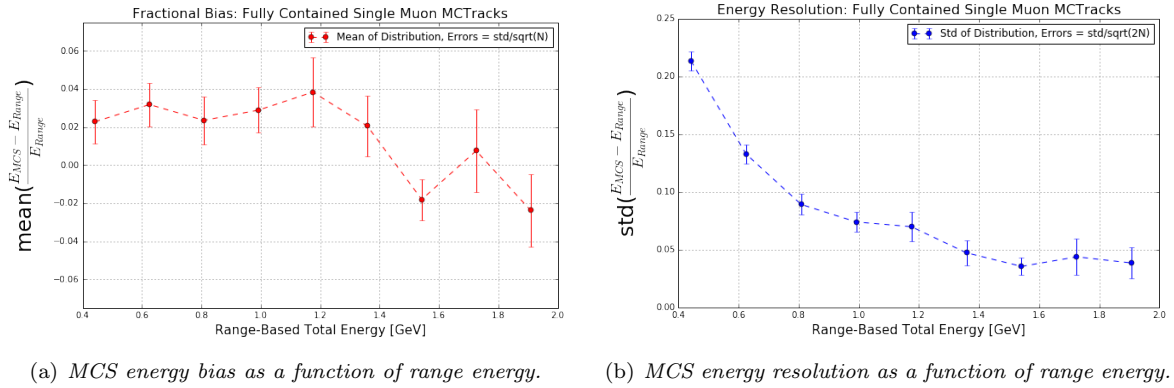 Fractional Bias: Fully Contained Single Muon MCTracks
Mean of Distribution, Errors = std/sqrt(N)
mean(\frac{E_{MCS} - E_{Range}}{E_{Range}})
0.06
0.04
0.02
0.00
−0.02
−0.04
−0.06
0.4 0.6 0.8 1.0 1.2 1.4 1.6 1.8 2.0
Range-Based Total Energy [GeV]
(a) MCS energy bias as a function of range energy.
Energy Resolution: Fully Contained Single Muon MCTracks
Std of Distribution, Errors = std/sqrt(2N)
std(\frac{E_{MCS} - E_{Range}}{E_{Range}})
0.25
0.20
0.15
0.10
0.05
0.00
0.4 0.6 0.8 1.0 1.2 1.4 1.6 1.8 2.0
Range-Based Total Energy [GeV]
(b) MCS energy resolution as a function of range energy.